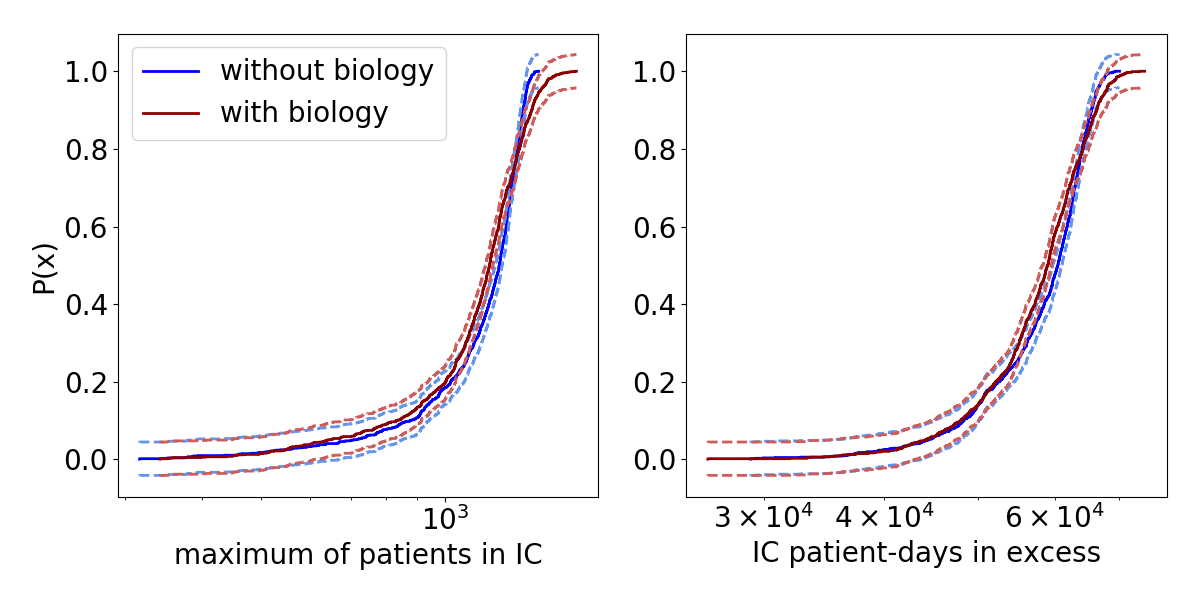 without biology
with biology
P(x)
1.0
0.8
0.6
0.4
0.2
0.0
10³
maximum of patients in IC
1.0
0.8
0.6
0.4
0.2
0.0
3 × 10⁴ 4 × 10⁴ 6 × 10⁴
IC patient-days in excess